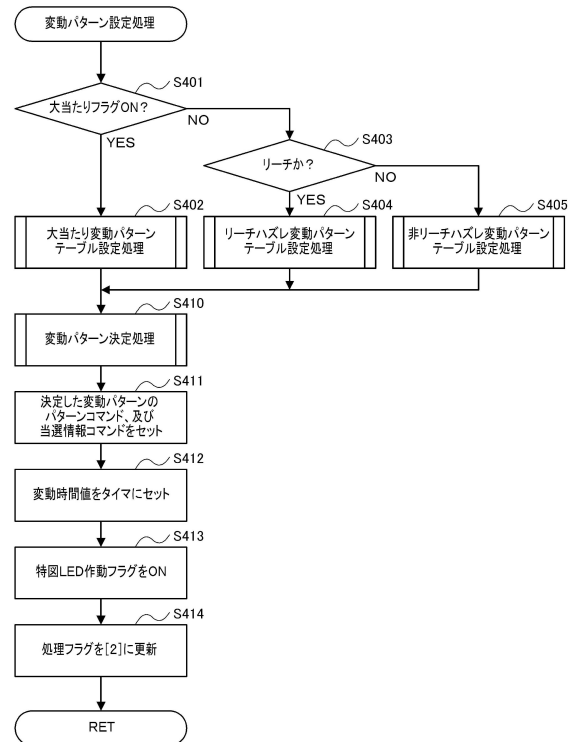 変動パターン設定処理
S401
大当たりフラグON?
NO
YES
S403
リーチか?
NO
YES
S402
大当たり変動パターン
テーブル設定処理
S404
リーチハズレ変動パターン
テーブル設定処理
S405
非リーチハズレ変動パターン
テーブル設定処理
S410
変動パターン決定処理
S411
決定した変動パターンの
パターンコマンド、及び
当選情報コマンドをセット
S412
変動時間値をタイマにセット
S413
特図LED作動フラグをON
S414
処理フラグを[2]に更新
RET